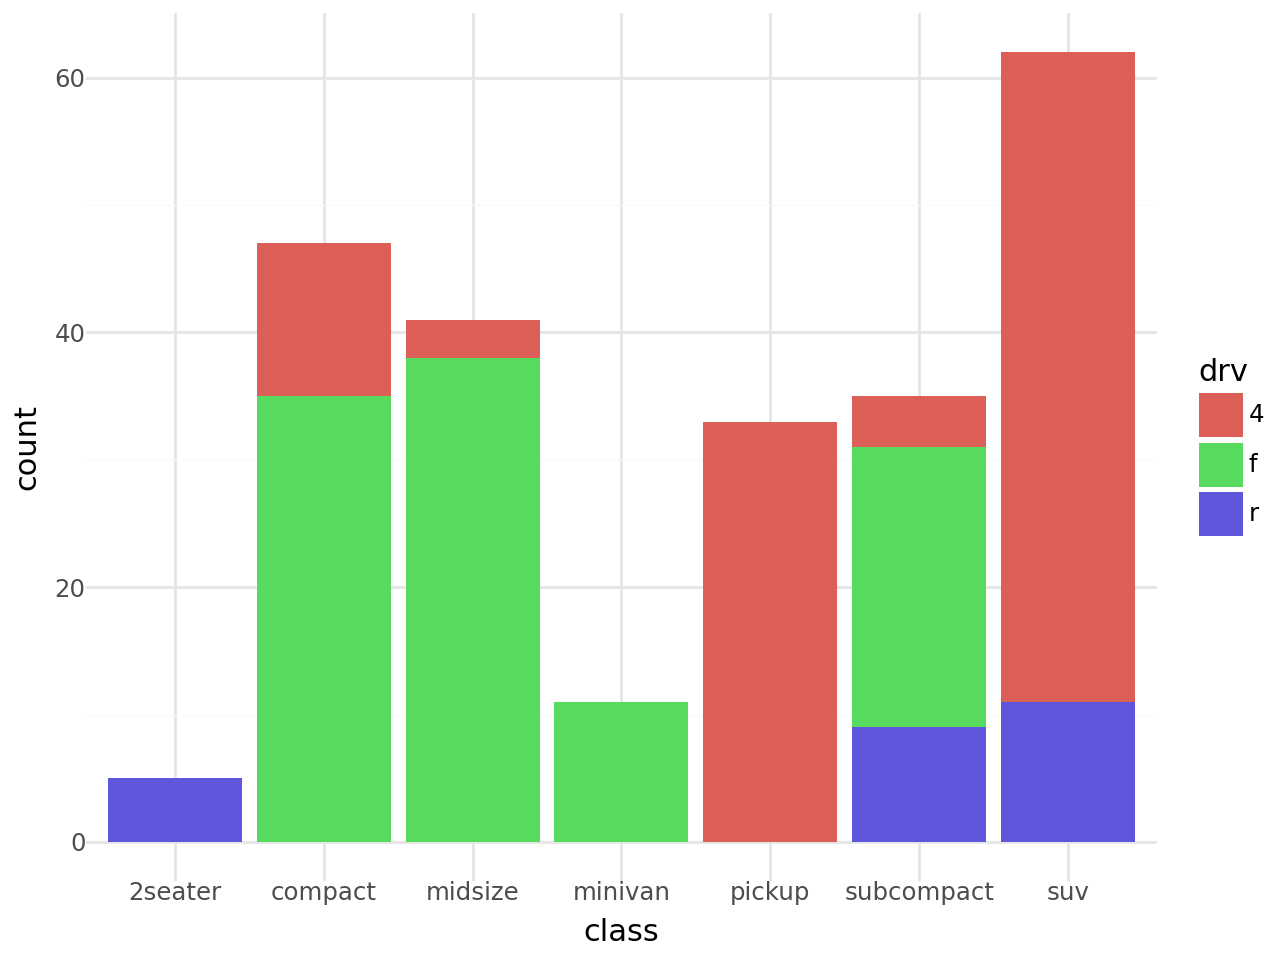 60
40
20
0
count
2seater compact midsize minivan pickup subcompact suv
class
drv
4
f
r